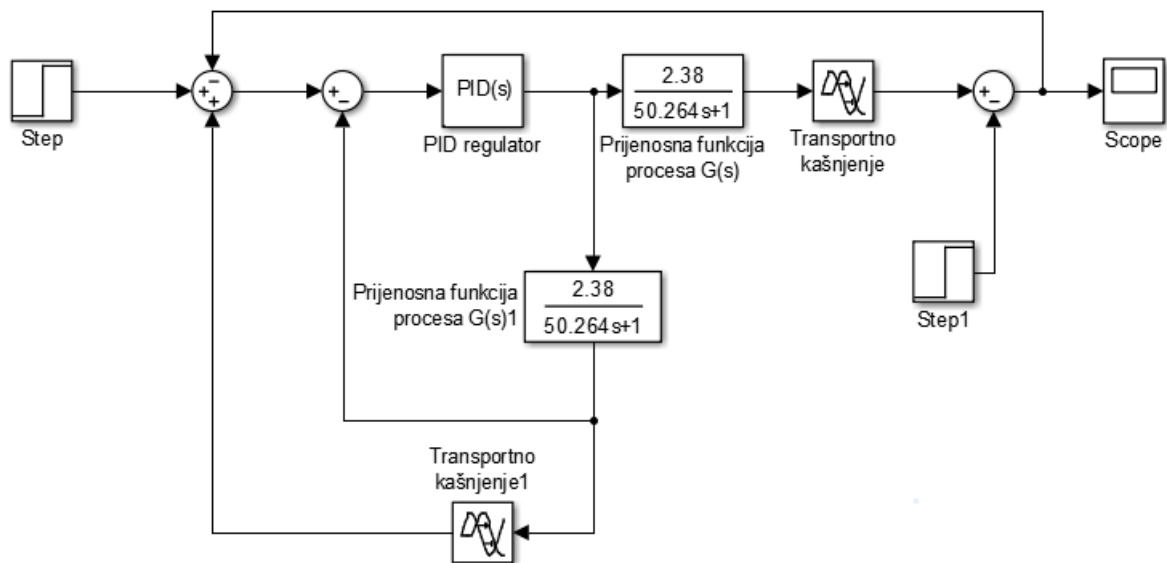 Step
PID(s)
PID regulator
2.38
50.264s+1
Prijenosna funkcija
procesa G(s)
Transportno
kašnjenje
Scope
Prijenosna funkcija
procesa G(s)1
2.38
50.264s+1
Step1
Transportno
kašnjenje1